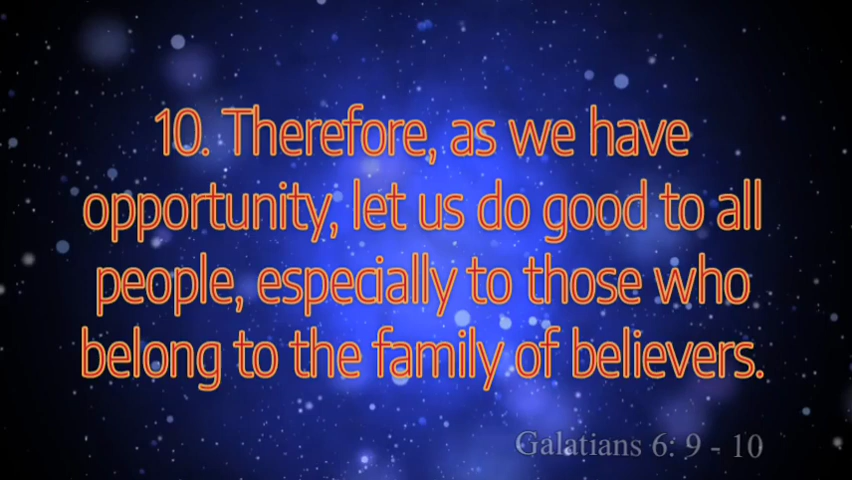 10. Therefore, as we have
opportunity, let us do good to all
people, especially to those who
belong to the family of believers.
Galatians 6: 9 - 10